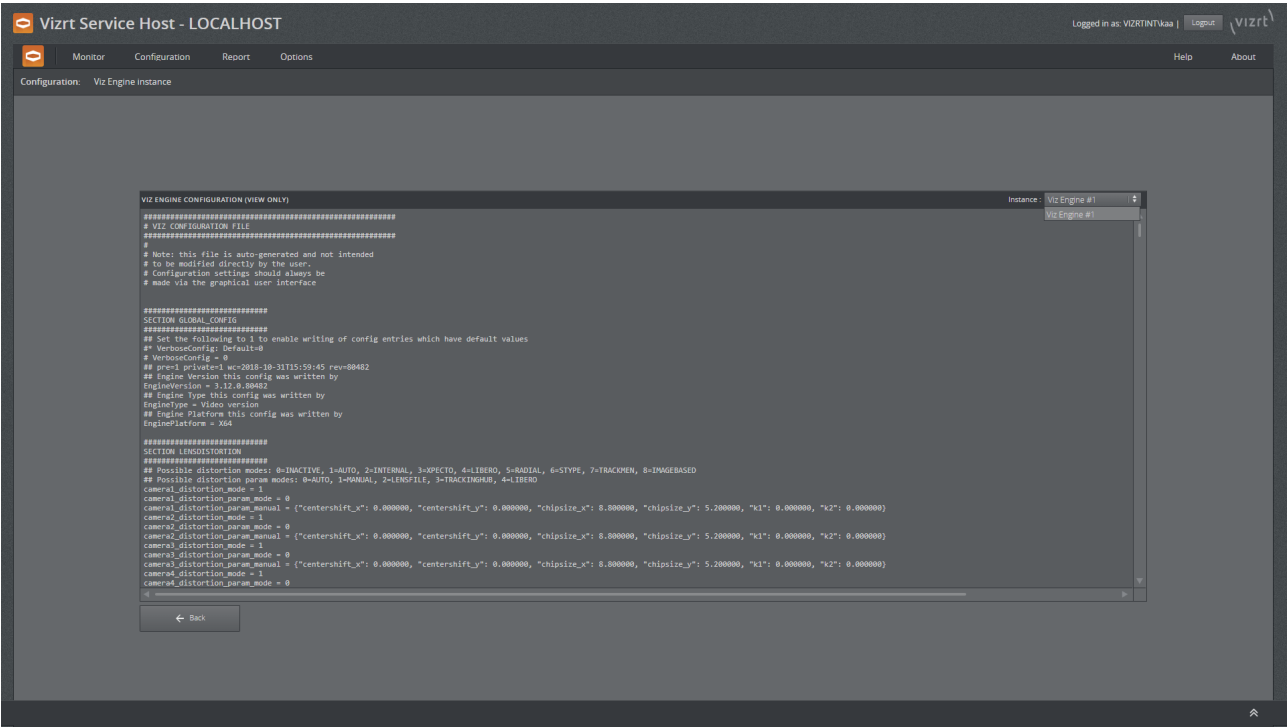 Vizrt Service Host - LOCALHOST
Logged in as: VIZRTINT\kaa | Logout
vizrt
Monitor Configuration Report Options Help About
Configuration: Viz Engine instance
VIZ ENGINE CONFIGURATION (VIEW ONLY) Instance : Viz Engine #1
Viz Engine #1
#########################################################
# VIZ CONFIGURATION FILE
#########################################################
#
# Note: this file is auto-generated and not intended
# to be modified directly by the user.
# Configuration settings should always be
# made via the graphical user interface
############################
SECTION GLOBAL_CONFIG
############################
## Set the following to 1 to enable writing of config entries which have default values
#* VerboseConfig: Default=0
# VerboseConfig = 0
## pre=1 private=1 wc=2018-10-31T15:59:45 rev=80482
## Engine Version this config was written by
EngineVersion = 3.12.0.80482
## Engine Type this config was written by
EngineType = Video version
## Engine Platform this config was written by
EnginePlatform = X64
############################
SECTION LENSDISTORTION
############################
## Possible distortion modes: 0=INACTIVE, 1=AUTO, 2=INTERNAL, 3=XPECTO, 4=LIBERO, 5=RADIAL, 6=STYPE, 7=TRACKMEN, 8=IMAGEBASED
## Possible distortion param modes: 0=AUTO, 1=MANUAL, 2=LENSFILE, 3=TRACKINGHUB, 4=LIBERO
camera1_distortion_mode = 1
camera1_distortion_param_mode = 0
camera1_distortion_param_manual = {"centershift_x": 0.000000, "centershift_y": 0.000000, "chipsize_x": 8.800000, "chipsize_y": 5.200000, "k1": 0.000000, "k2": 0.000000}
camera2_distortion_mode = 1
camera2_distortion_param_mode = 0
camera2_distortion_param_manual = {"centershift_x": 0.000000, "centershift_y": 0.000000, "chipsize_x": 8.800000, "chipsize_y": 5.200000, "k1": 0.000000, "k2": 0.000000}
camera3_distortion_mode = 1
camera3_distortion_param_mode = 0
camera3_distortion_param_manual = {"centershift_x": 0.000000, "centershift_y": 0.000000, "chipsize_x": 8.800000, "chipsize_y": 5.200000, "k1": 0.000000, "k2": 0.000000}
camera4_distortion_mode = 1
camera4_distortion_param_mode = 0
Back